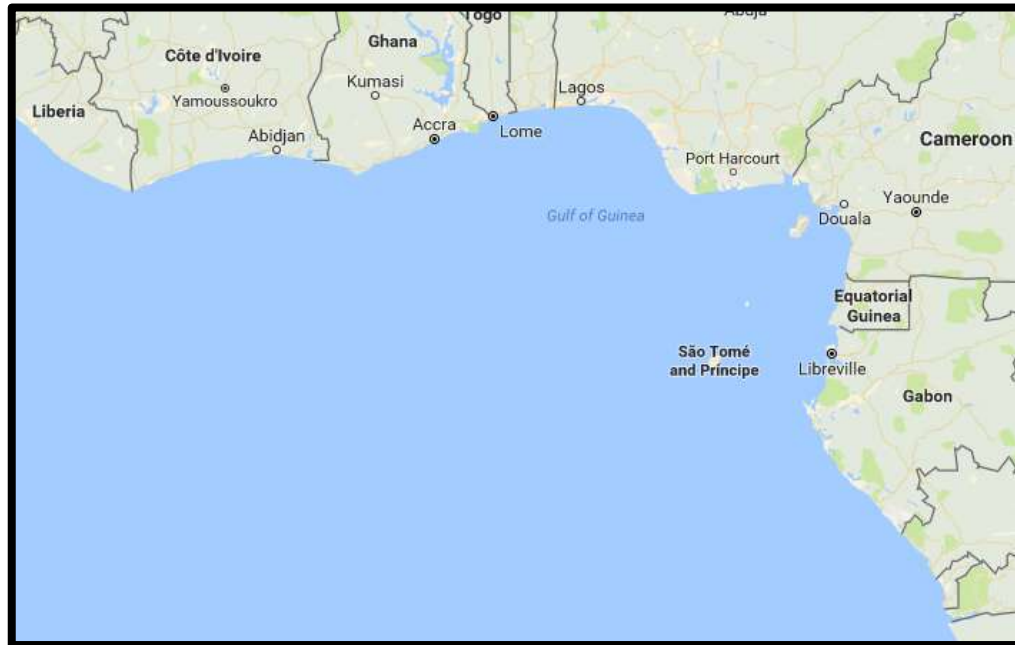 Togo
Abuja
Ghana
Côte d'Ivoire
Kumasi
Lagos
Yamoussoukro
Liberia
Accra
Lome
Abidjan
Cameroon
Port Harcourt
Yaounde
Douala
Gulf of Guinea
Equatorial
Guinea
São Tomé
and Príncipe
Libreville
Gabon